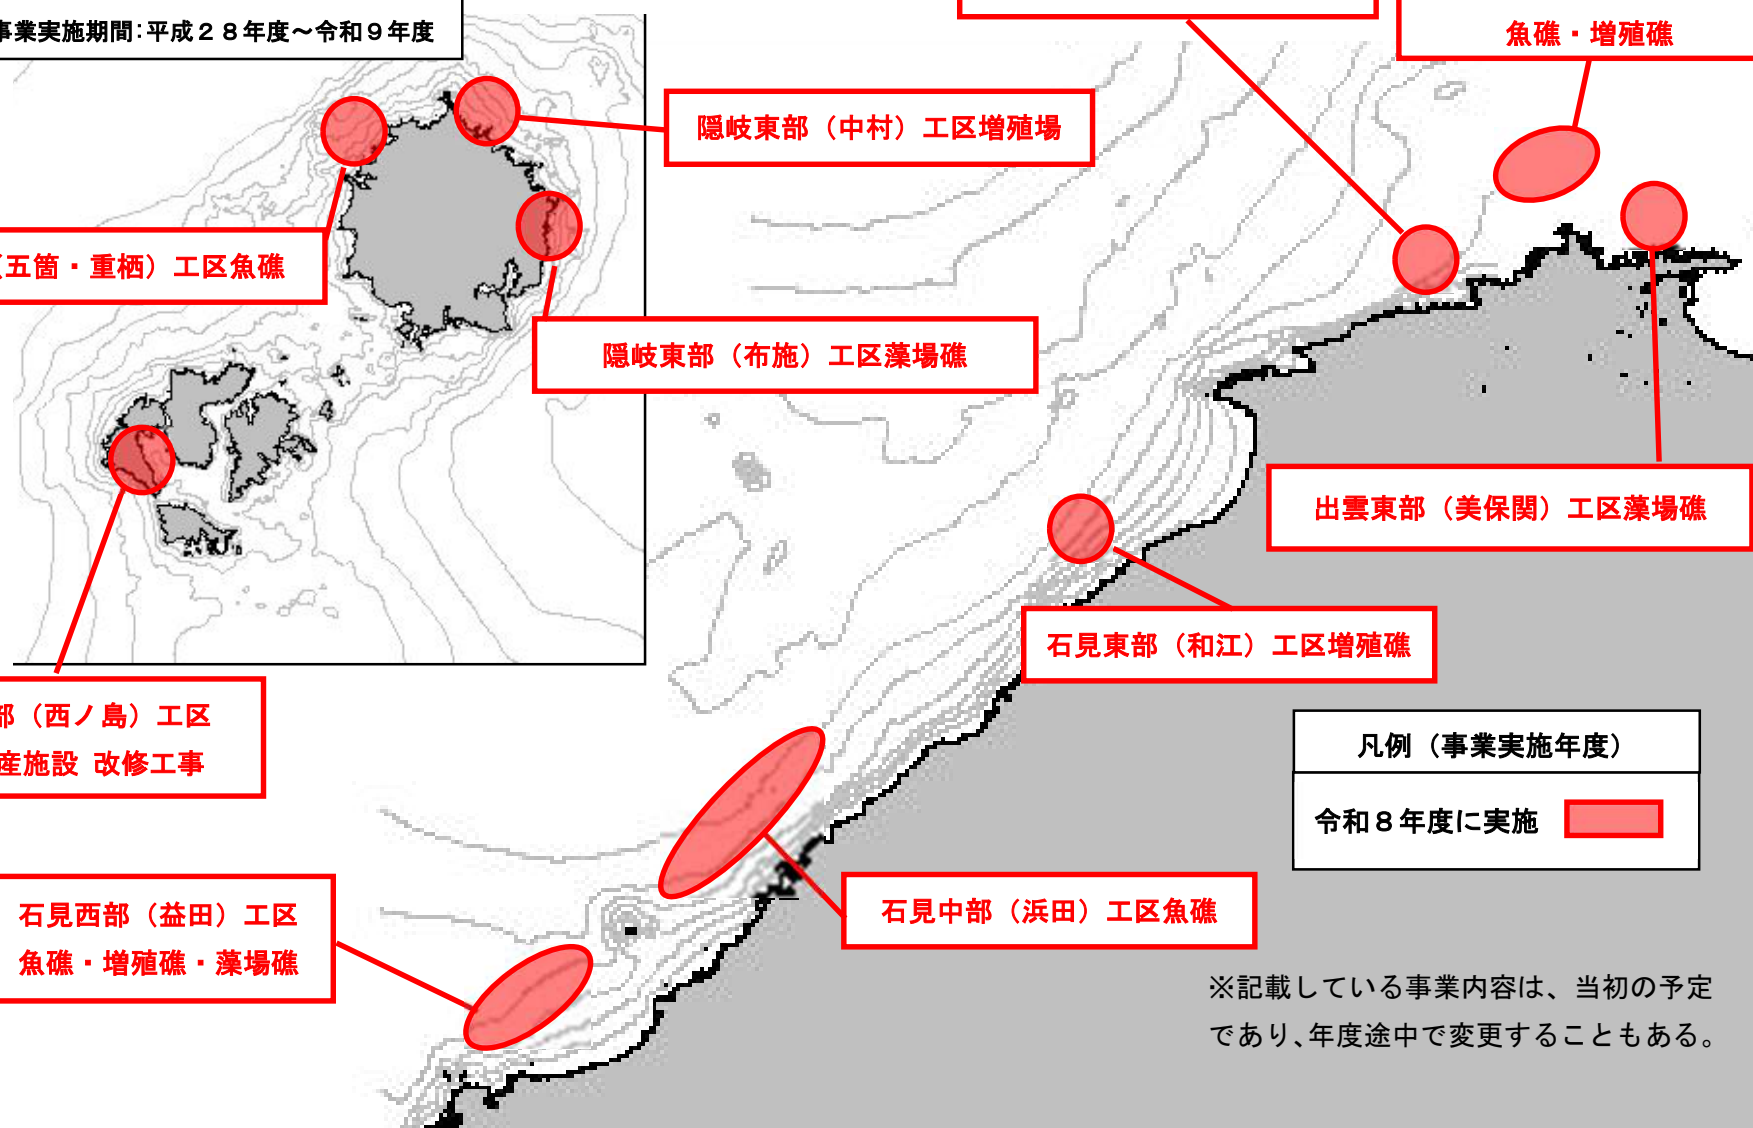 事業実施期間:平成２８年度～令和９年度
魚礁・増殖礁
隠岐東部（中村）工区増殖場
（五箇・重栖）工区魚礁
隠岐東部（布施）工区藻場礁
出雲東部（美保関）工区藻場礁
石見東部（和江）工区増殖礁
部（西ノ島）工区
産施設 改修工事
凡例（事業実施年度）
令和８年度に実施
石見中部（浜田）工区魚礁
石見西部（益田）工区
魚礁・増殖礁・藻場礁
※記載している事業内容は、当初の予定
であり、年度途中で変更することもある。